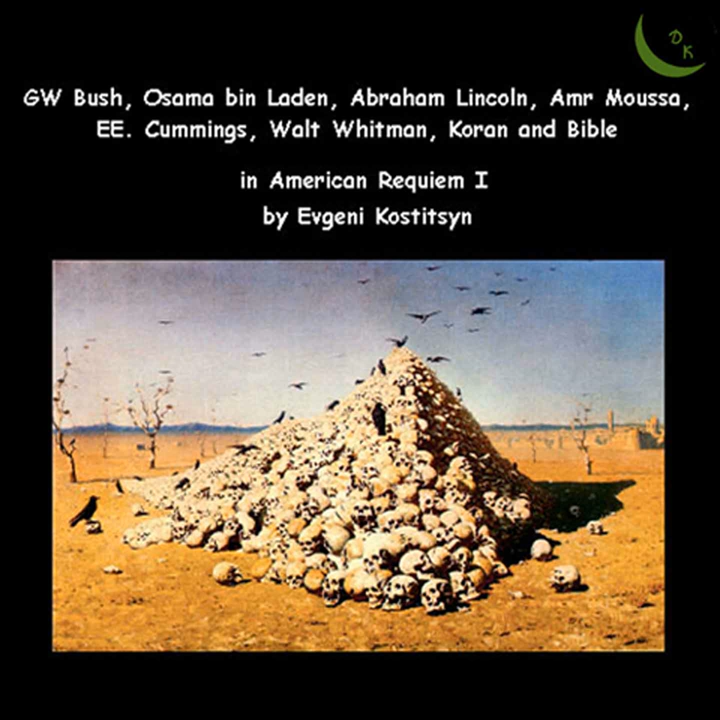 D
K
GW Bush, Osama bin Laden, Abraham Lincoln, Amr Moussa,
EE. Cummings, Walt Whitman, Koran and Bible
in American Requiem I
by Evgeni Kostitsyn